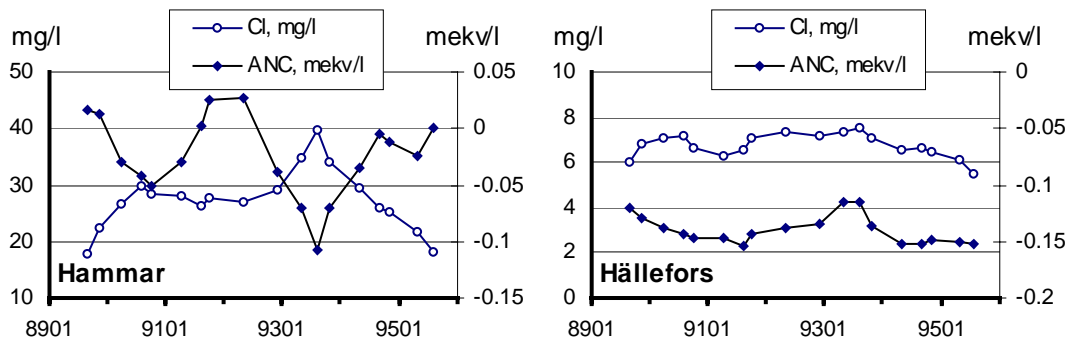 Cl, mg/l
ANC, mekv/l
mg/l
mekv/l
50
40
30
20
10
0.05
0
-0.05
-0.1
-0.15
Hammar
8901
9101
9301
9501
Cl, mg/l
ANC, mekv/l
mg/l
mekv/l
10
8
6
4
2
0
0
-0.05
-0.1
-0.15
-0.2
Hällefors
8901
9101
9301
9501